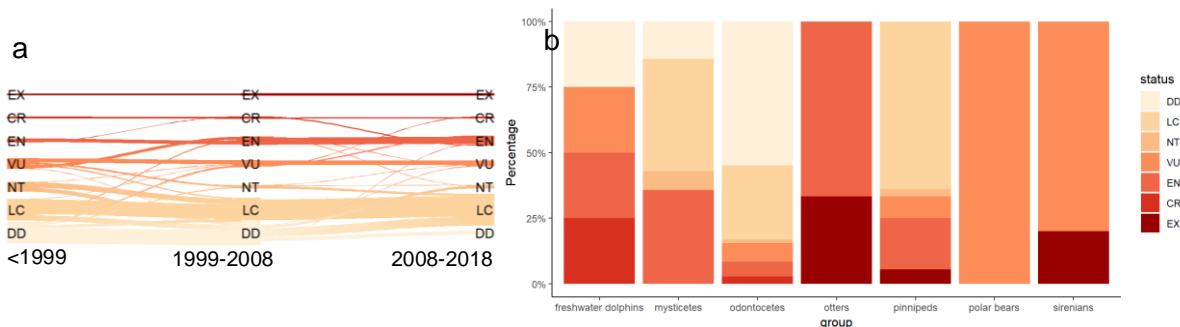 a
EX EX EX
CR CR CR
EN EN EN
VU VU VU
NT NT NT
LC LC LC
DD DD DD
<1999 1999-2008 2008-2018
b
100%
75%
50%
25%
0%
Percentage
freshwater dolphins mysticetes odontocetes otters pinnipeds polar bears sirenians
group
status
DD
LC
NT
VU
EN
CR
EX